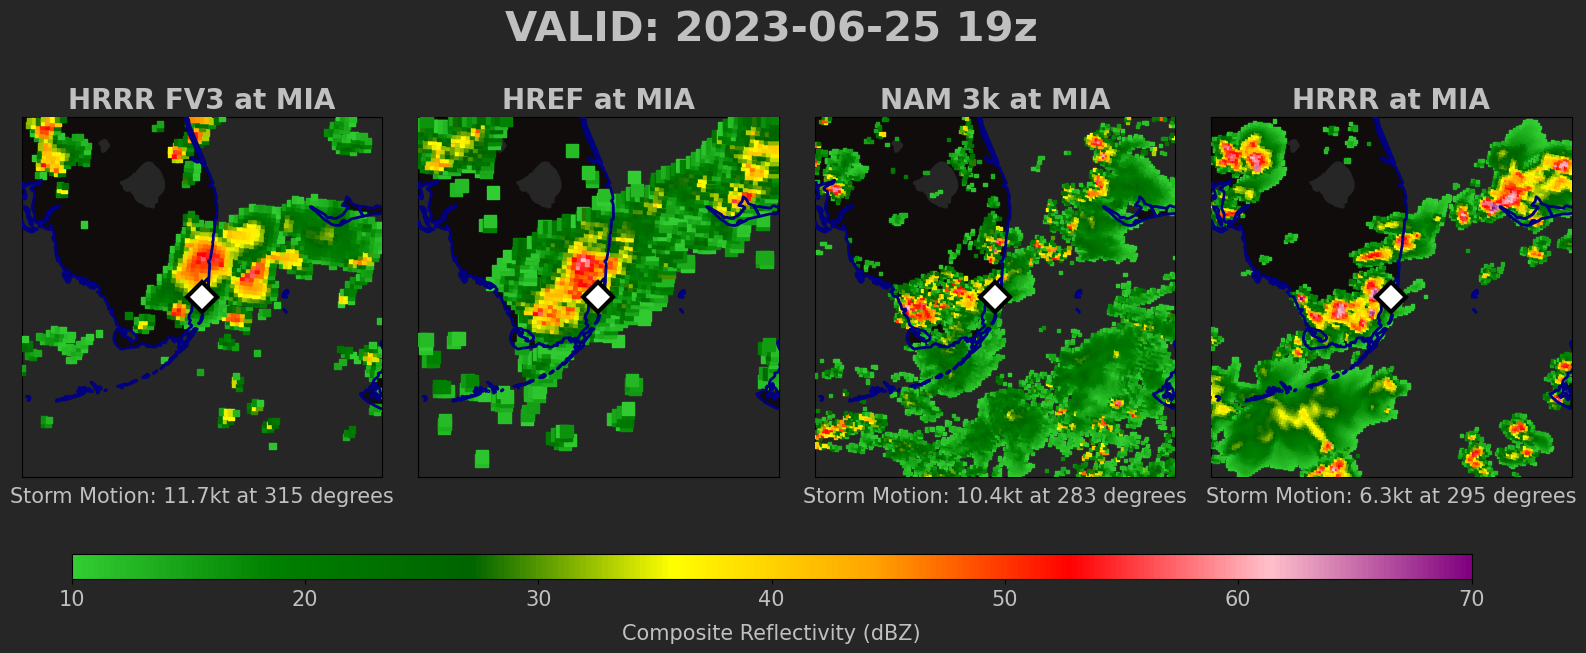 VALID: 2023-06-25 19z
HRRR FV3 at MIA
HREF at MIA
NAM 3k at MIA
HRRR at MIA
Storm Motion: 11.7kt at 315 degrees
Storm Motion: 10.4kt at 283 degrees
Storm Motion: 6.3kt at 295 degrees
10 20 30 40 50 60 70
Composite Reflectivity (dBZ)